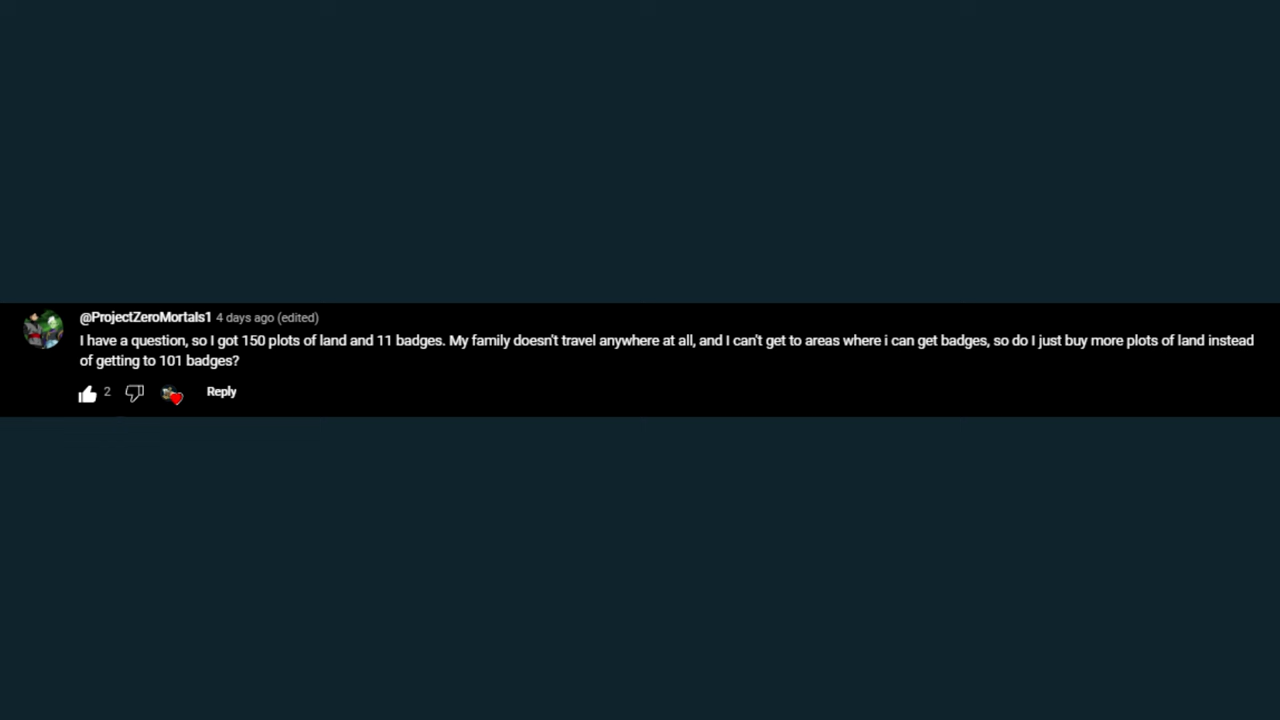 @ProjectZeroMortals1 4 days ago (edited)
I have a question, so I got 150 plots of land and 11 badges. My family doesn't travel anywhere at all, and I can't get to areas where i can get badges, so do I just buy more plots of land instead
of getting to 101 badges?
2 Reply